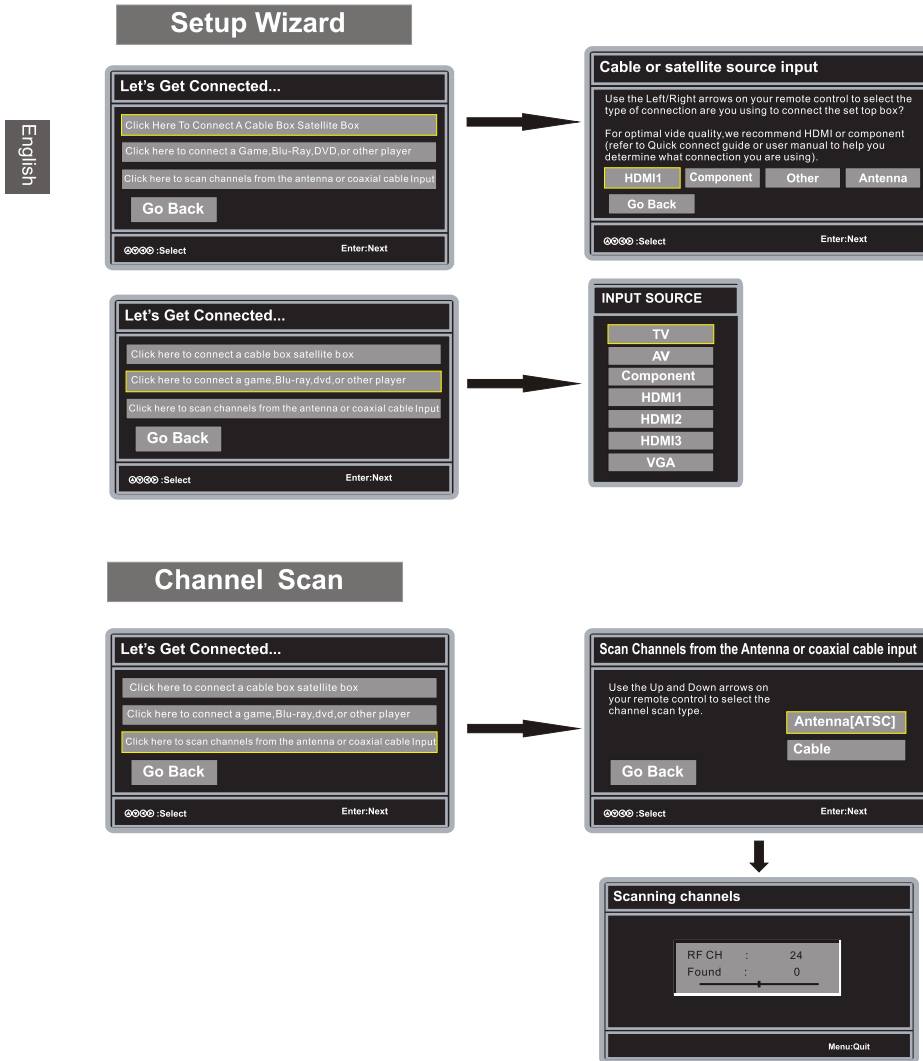 Setup Wizard
English
Let's Get Connected...
Click Here To Connect A Cable Box Satellite Box
Click here to connect a Game,Blu-Ray,DVD,or other player
Click here to scan channels from the antenna or coaxial cable Input
Go Back
:Select
Enter:Next
Cable or satellite source input
Use the Left/Right arrows on your remote control to select the
type of connection are you using to connect the set top box?
For optimal vide quality,we recommend HDMI or component
(refer to Quick connect guide or user manual to help you
determine what connection you are using).
HDMI1 Component Other Antenna
Go Back
:Select
Enter:Next
Let's Get Connected...
Click here to connect a cable box satellite box
Click here to connect a game,Blu-ray,dvd,or other player
Click here to scan channels from the antenna or coaxial cable Input
Go Back
:Select
Enter:Next
INPUT SOURCE
TV
AV
Component
HDMI1
HDMI2
HDMI3
VGA
Channel Scan
Let's Get Connected...
Click here to connect a cable box satellite box
Click here to connect a game,Blu-ray,dvd,or other player
Click here to scan channels from the antenna or coaxial cable Input
Go Back
:Select
Enter:Next
Scan Channels from the Antenna or coaxial cable input
Use the Up and Down arrows on
your remote control to select the
channel scan type.
Antenna[ATSC]
Cable
Go Back
:Select
Enter:Next
Scanning channels
RF CH : 24
Found : 0
Menu:Quit